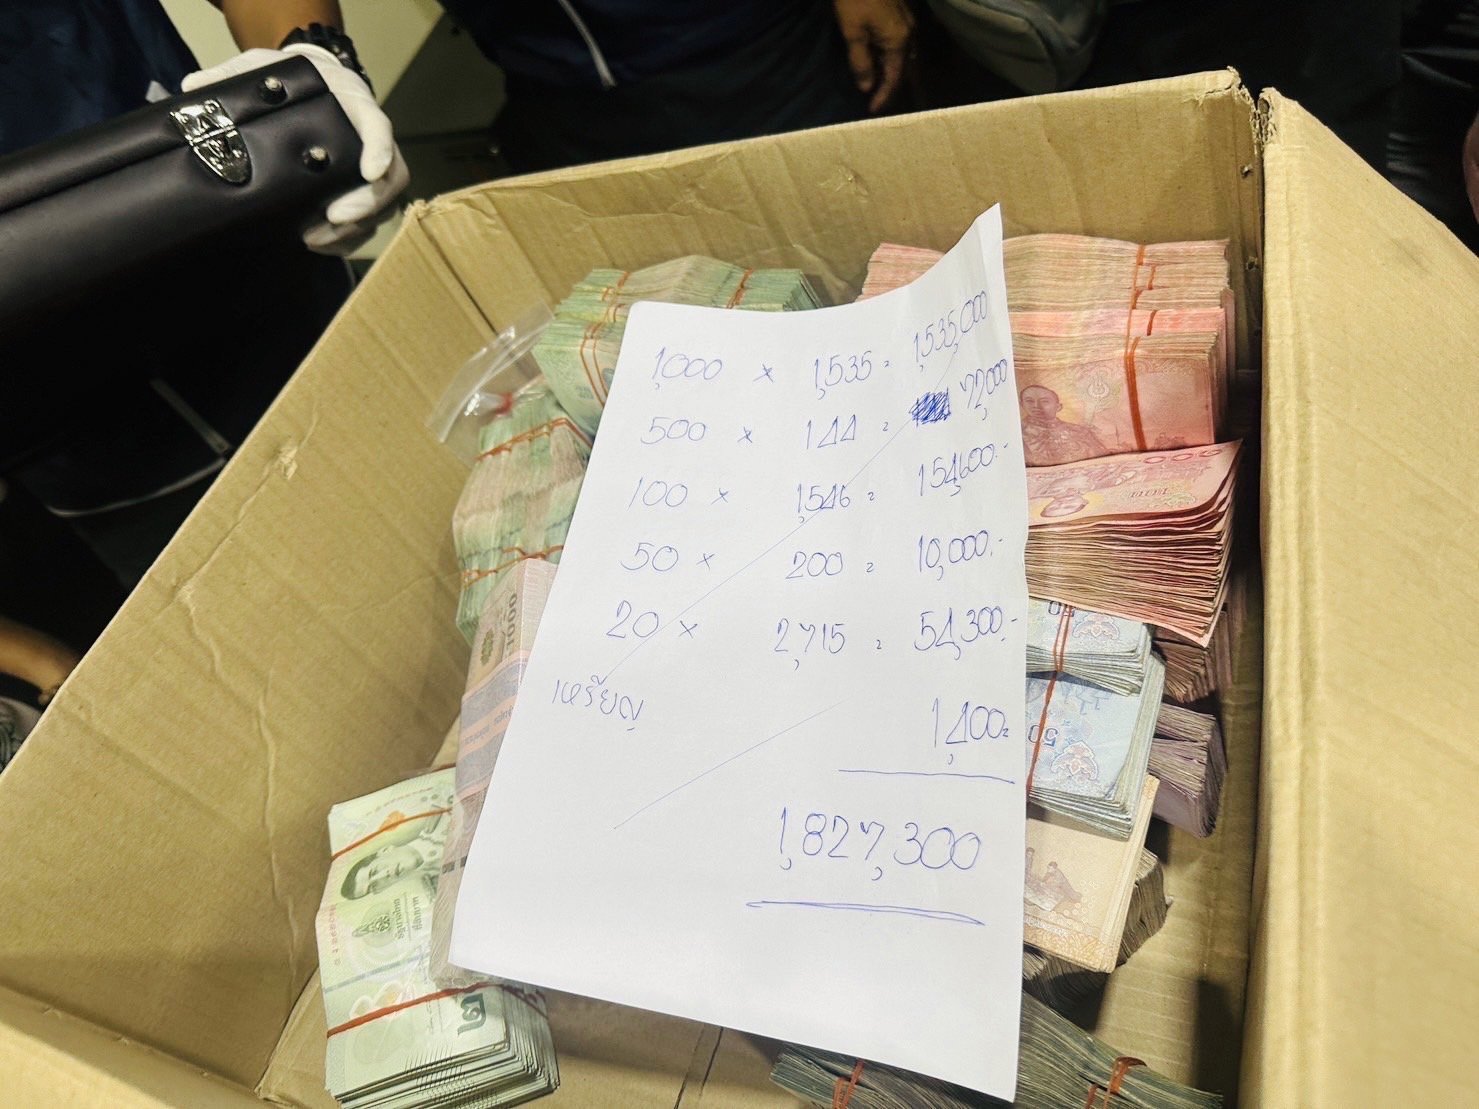 1,000 × 1,535 = 1,535,000
500 × 144 = 72,000
100 × 1,546 = 154,600.-
50 × 200 = 10,000.-
20 × 2,715 = 54,300.-
เหรียญ 1,400=
1,827,300
50